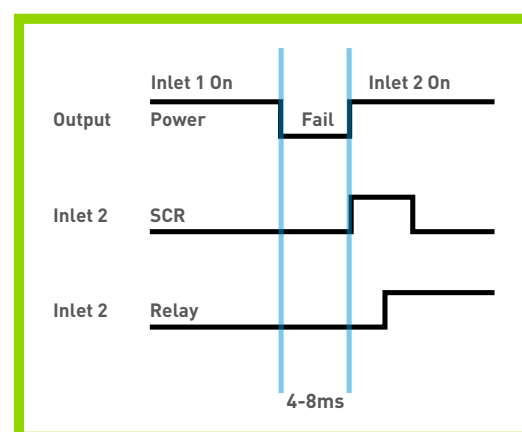 Inlet 1 On Inlet 2 On
Output Power Fail
Inlet 2 SCR
Inlet 2 Relay
4-8ms